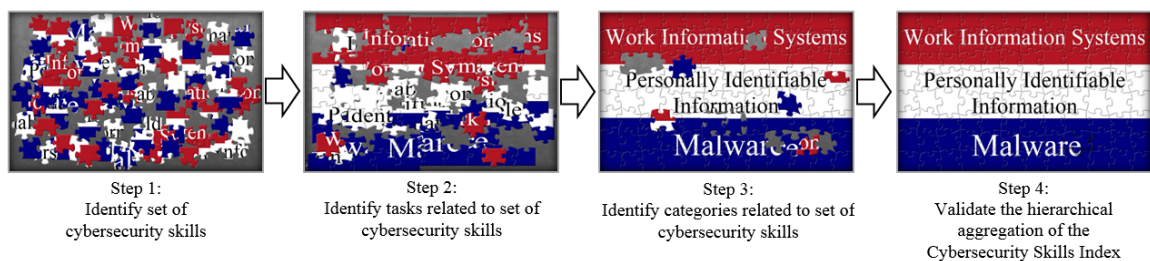 Work Information Systems
Personally Identifiable
Information
Malware
Work Information Systems
Personally Identifiable
Information
Malware
Step 1:
Identify set of
cybersecurity skills
Step 2:
Identify tasks related to set of
cybersecurity skills
Step 3:
Identify categories related to set of
cybersecurity skills
Step 4:
Validate the hierarchical
aggregation of the
Cybersecurity Skills Index